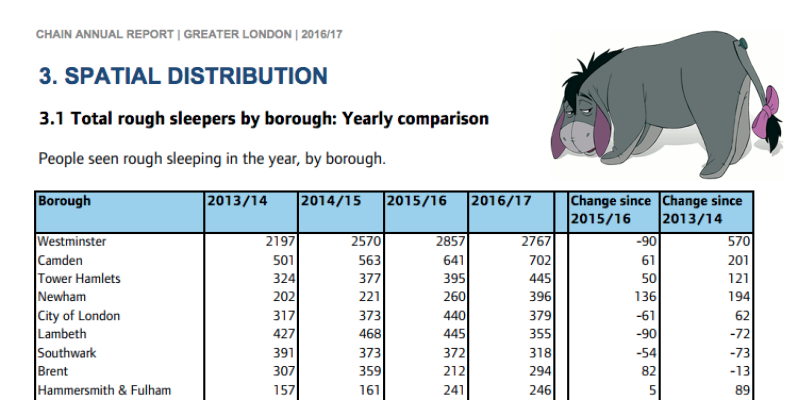 CHAIN ANNUAL REPORT | GREATER LONDON | 2016/17
3. SPATIAL DISTRIBUTION
3.1 Total rough sleepers by borough: Yearly comparison
People seen rough sleeping in the year, by borough.
Borough 2013/14 2014/15 2015/16 2016/17 Change since 2015/16 Change since 2013/14
Westminster 2197 2570 2857 2767 -90 570
Camden 501 563 641 702 61 201
Tower Hamlets 324 377 395 445 50 121
Newham 202 221 260 396 136 194
City of London 317 373 440 379 -61 62
Lambeth 427 468 445 355 -90 -72
Southwark 391 373 372 318 -54 -73
Brent 307 359 212 294 82 -13
Hammersmith & Fulham 157 161 241 246 5 89